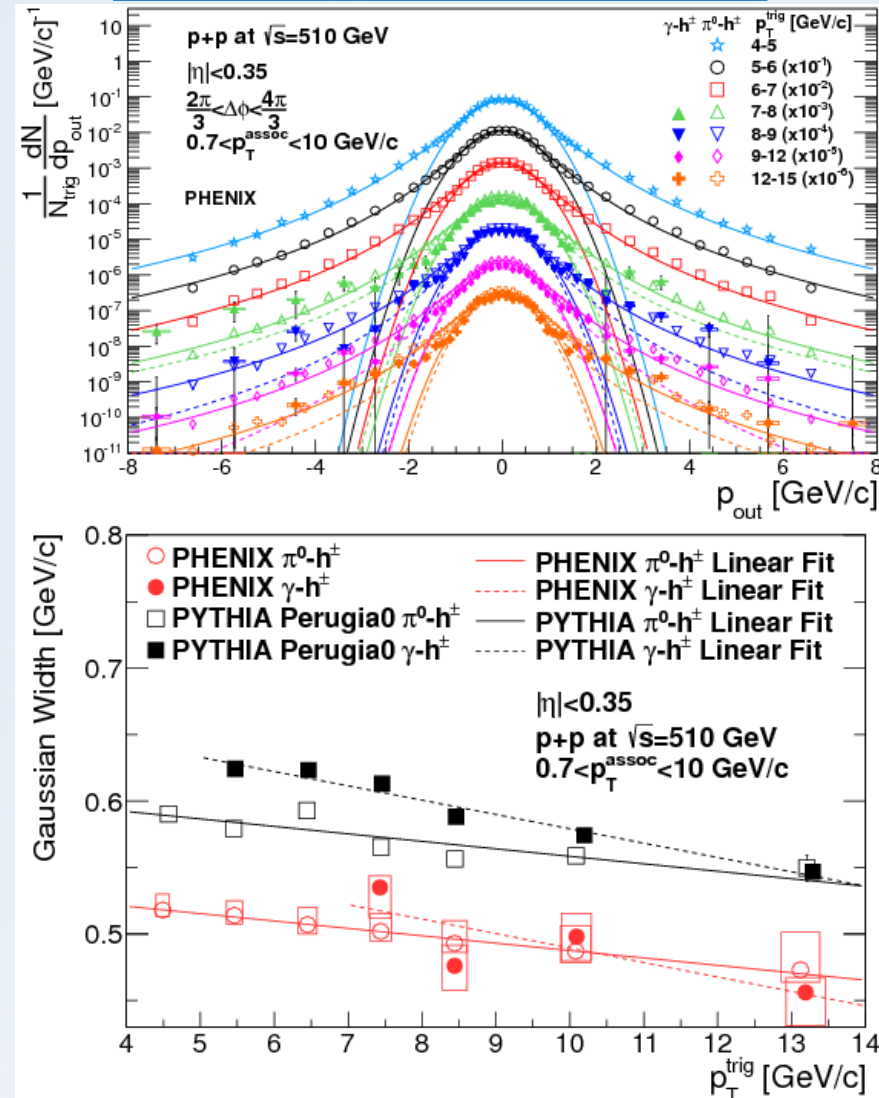 1/N_trig dN/dp_out [GeV/c]^-1
10
1
10^-1
10^-2
10^-3
10^-4
10^-5
10^-6
10^-7
10^-8
10^-9
10^-10
10^-11
p+p at √s=510 GeV
|η|<0.35
2π/3<Δϕ<4π/3
0.7<p_T^assoc<10 GeV/c
PHENIX
γ-h^± π^0-h^± p_T^trig [GeV/c]
4-5
5-6 (x10^-1)
6-7 (x10^-2)
7-8 (x10^-3)
8-9 (x10^-4)
9-12 (x10^-5)
12-15 (x10^-6)
-8 -6 -4 -2 0 2 4 6 8
p_out [GeV/c]
Gaussian Width [GeV/c]
0.8
0.7
0.6
0.5
PHENIX π^0-h^±
PHENIX γ-h^±
PYTHIA Perugia0 π^0-h^±
PYTHIA Perugia0 γ-h^±
PHENIX π^0-h^± Linear Fit
PHENIX γ-h^± Linear Fit
PYTHIA π^0-h^± Linear Fit
PYTHIA γ-h^± Linear Fit
|η|<0.35
p+p at √s=510 GeV
0.7<p_T^assoc<10 GeV/c
4 5 6 7 8 9 10 11 12 13 14
p_T^trig [GeV/c]